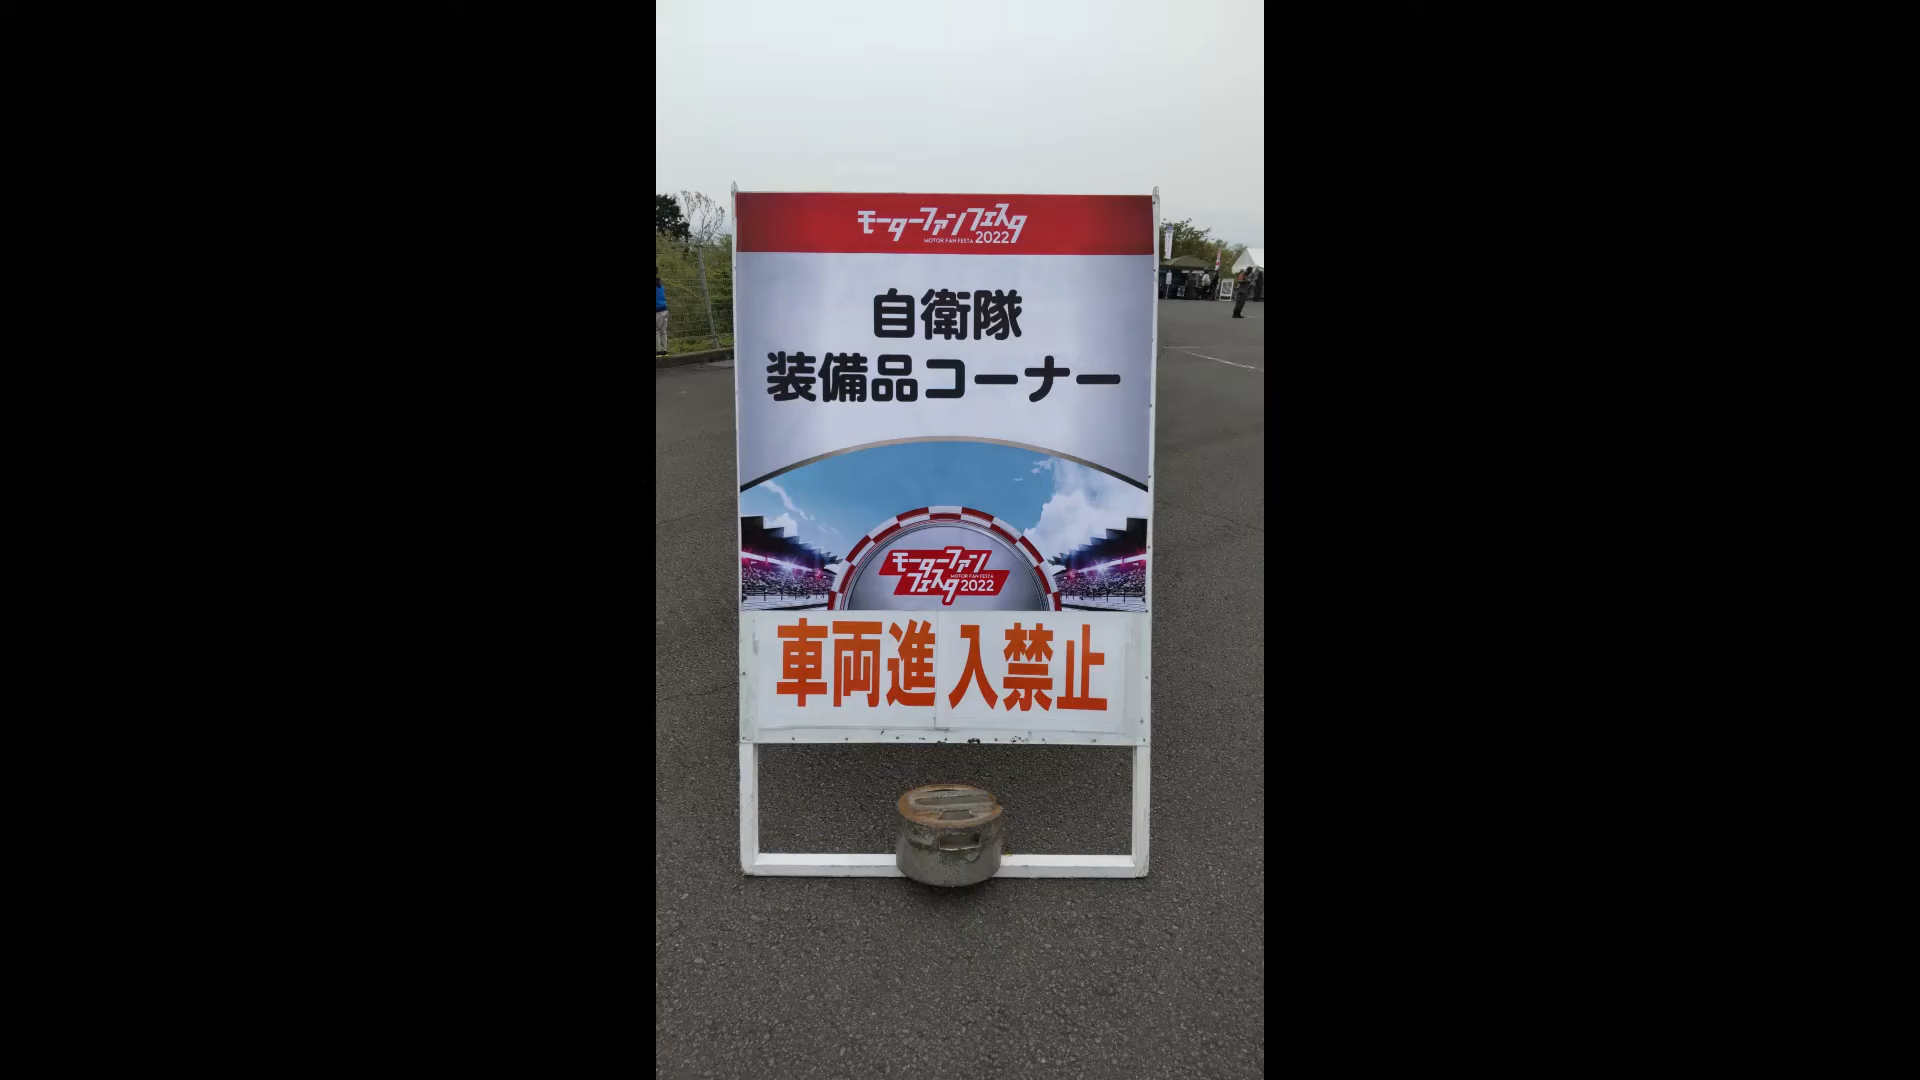 モーターファンフェスタ
MOTOR FAN FESTA 2022
自衛隊
装備品コーナー
モーターファン
フェスタ
MOTOR FAN FESTA
2022
車両進入禁止